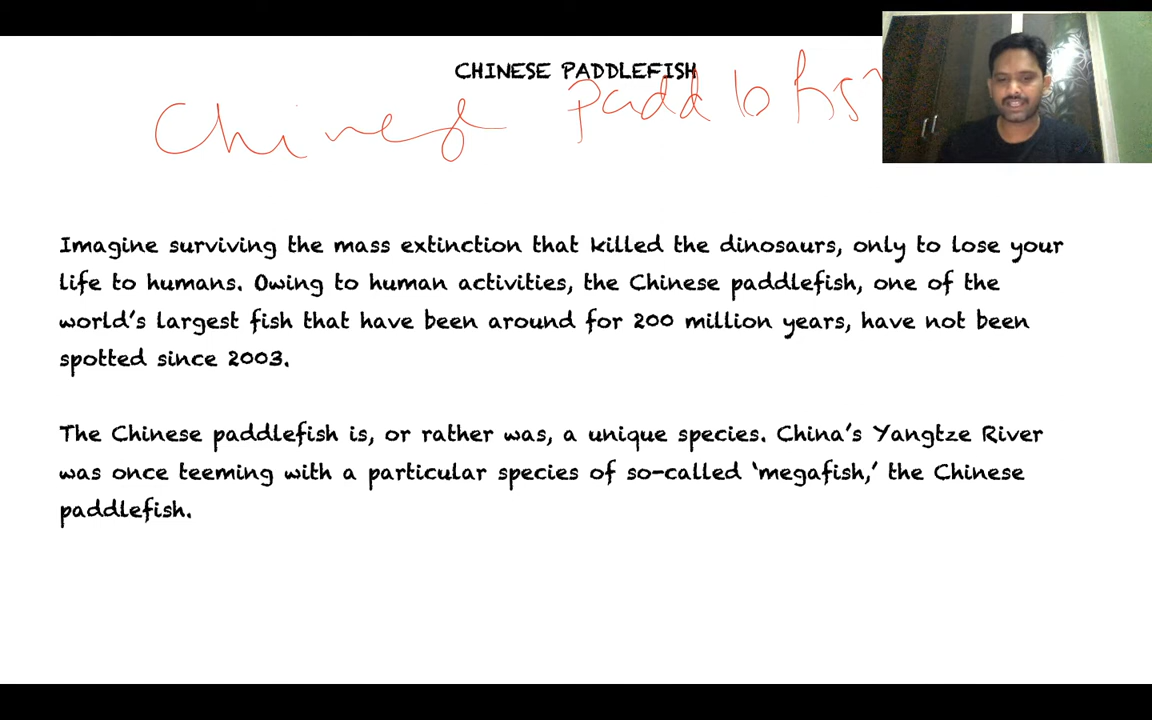 CHINESE PADDLEFISH
Chinese
Imagine surviving the mass extinction that killed the dinosaurs, only to lose your
life to humans. Owing to human activities, the Chinese paddlefish, one of the
world's largest fish that have been around for 200 million years, have not been
spotted since 2003.
The Chinese paddlefish is, or rather was, a unique species. China's Yangtze River
was once teeming with a particular species of so-called 'megafish,' the Chinese
paddlefish.